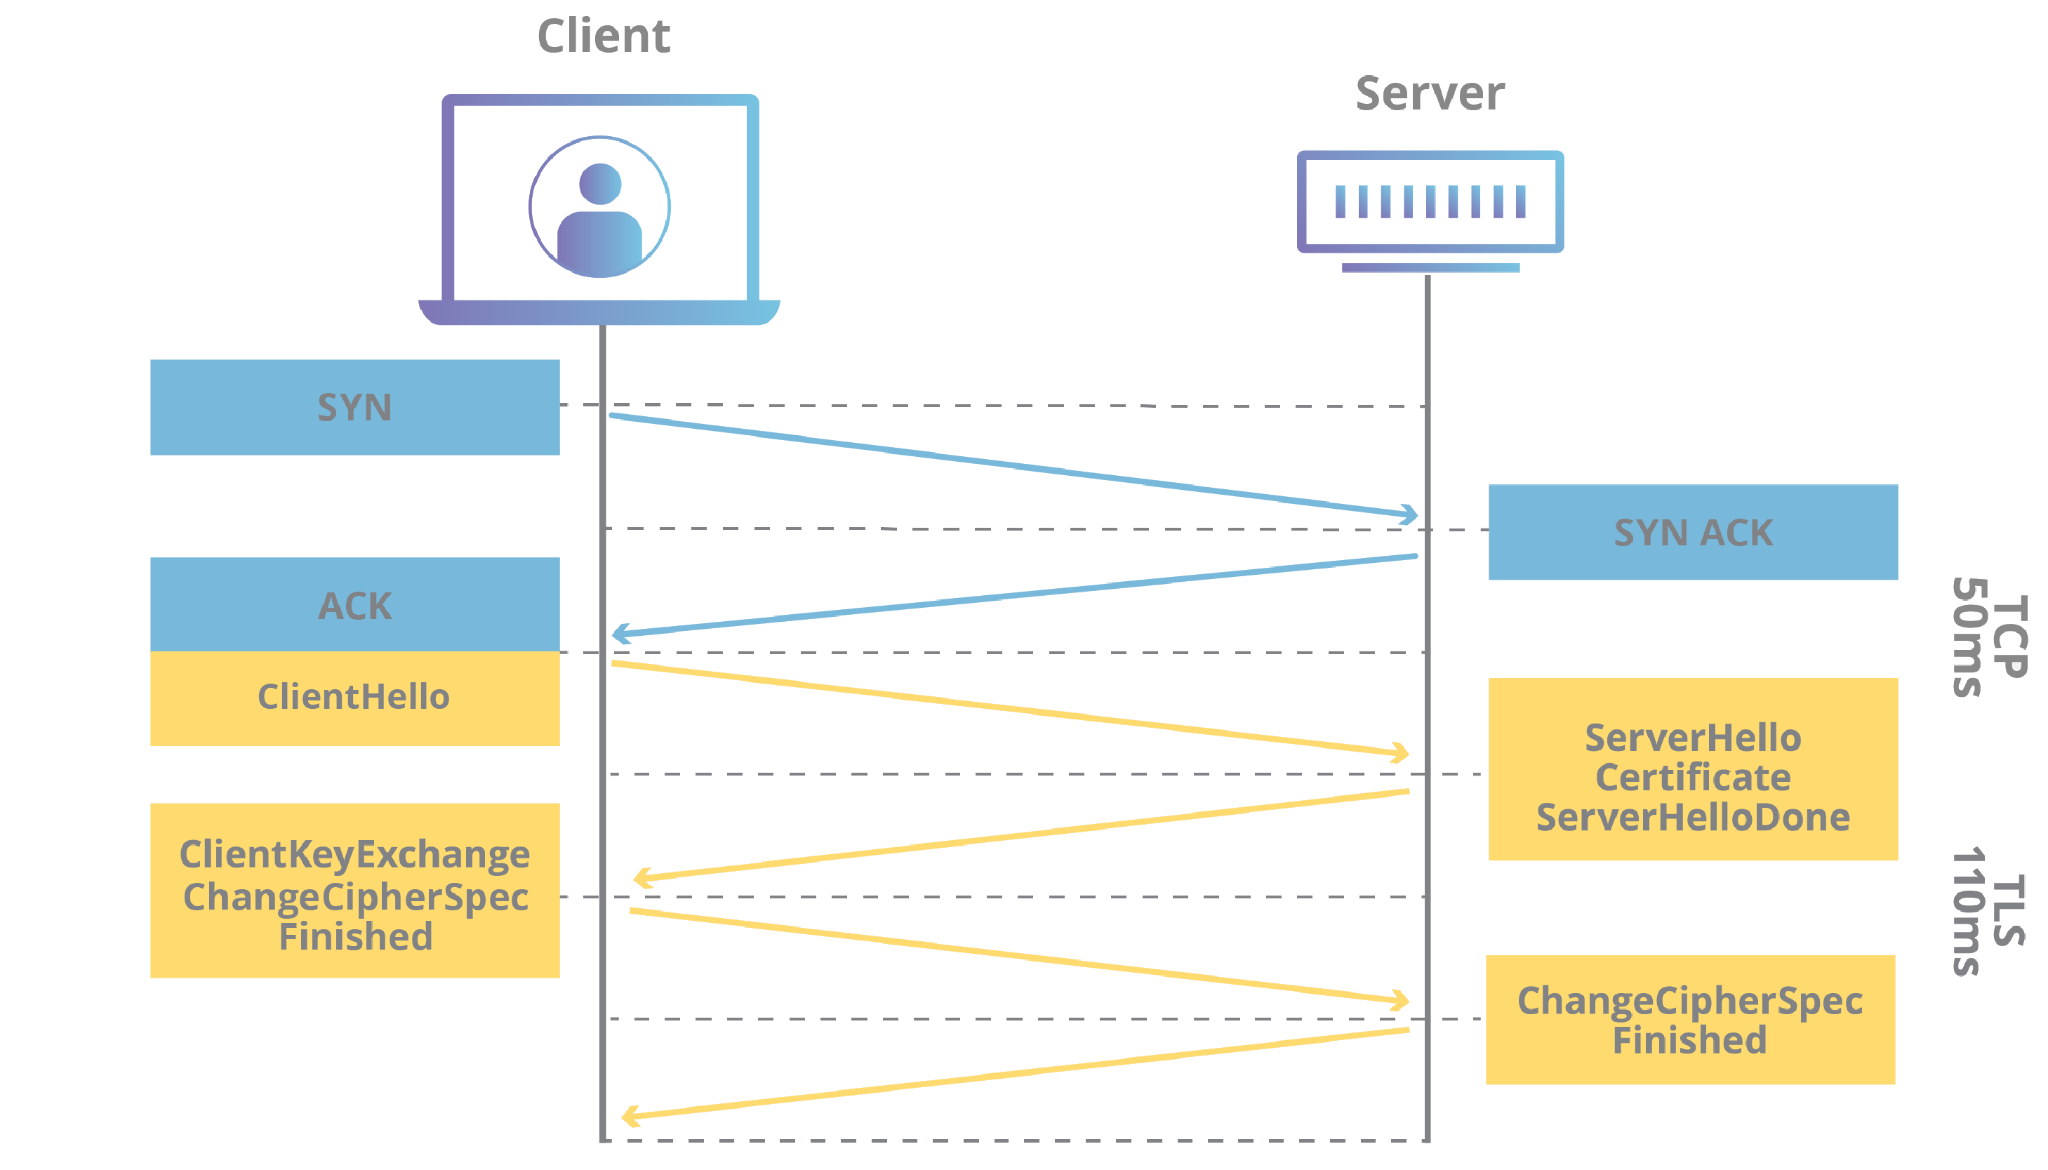 Client
Server
SYN
SYN ACK
ACK
ClientHello
TCP
50ms
ServerHello
Certificate
ServerHelloDone
ClientKeyExchange
ChangeCipherSpec
Finished
TLS
110ms
ChangeCipherSpec
Finished